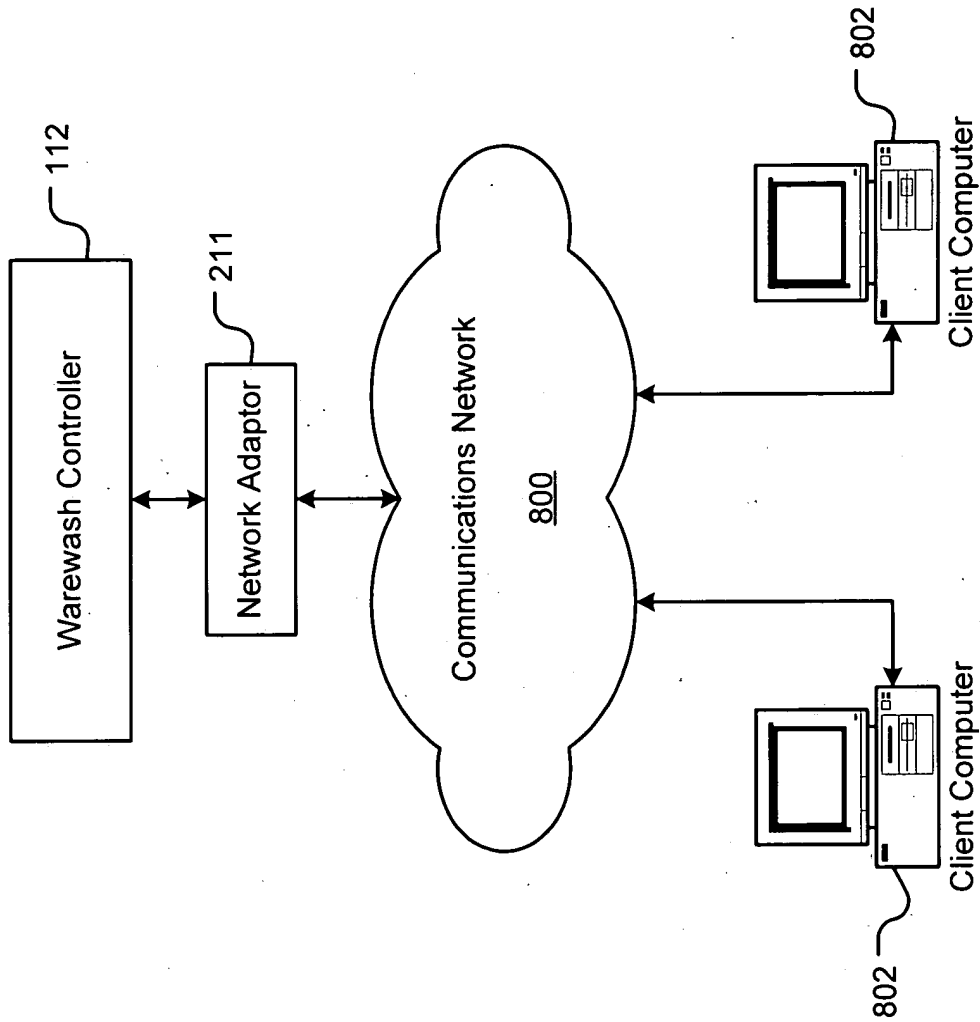 Warewash Controller
112
Network Adaptor
211
Communications Network
800
802
Client Computer
802
Client Computer